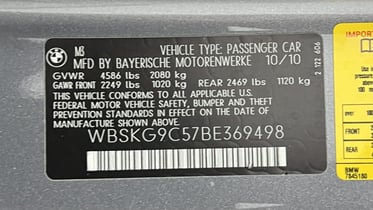 M3 VEHICLE TYPE: PASSENGER CAR
MFD BY BAYERISCHE MOTORENWERKE 10/10
GVWR 4586 lbs 2080 kg
GAWR FRONT 2249 lbs 1020 kg REAR 2469 lbs 1120 kg
THIS VEHICLE CONFORMS TO ALL APPLICABLE
U.S. FEDERAL MOTOR VEHICLE SAFETY,
BUMPER, AND THEFT PREVENTION
STANDARDS IN EFFECT ON THE DATE OF
MANUFACTURE SHOWN ABOVE.
WBSKG9C57BE369498
2 122 606
BMW
7845180